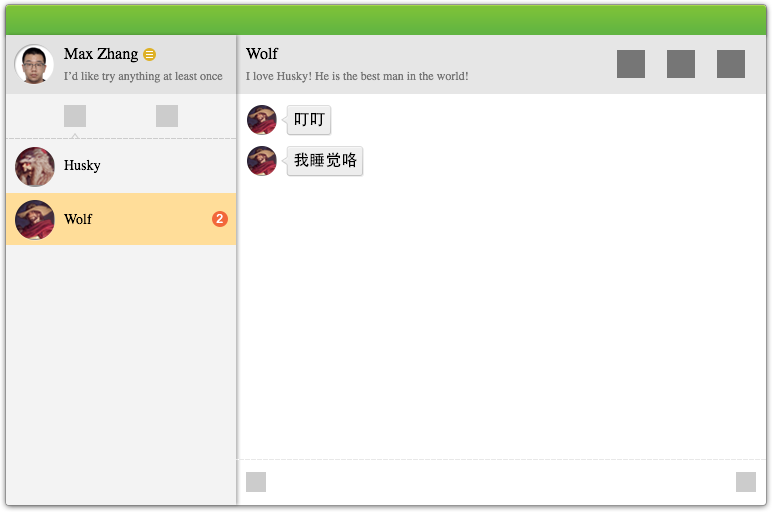 Max Zhang
I'd like try anything at least once
Husky
Wolf
2
Wolf
I love Husky! He is the best man in the world!
叮叮
我睡觉咯